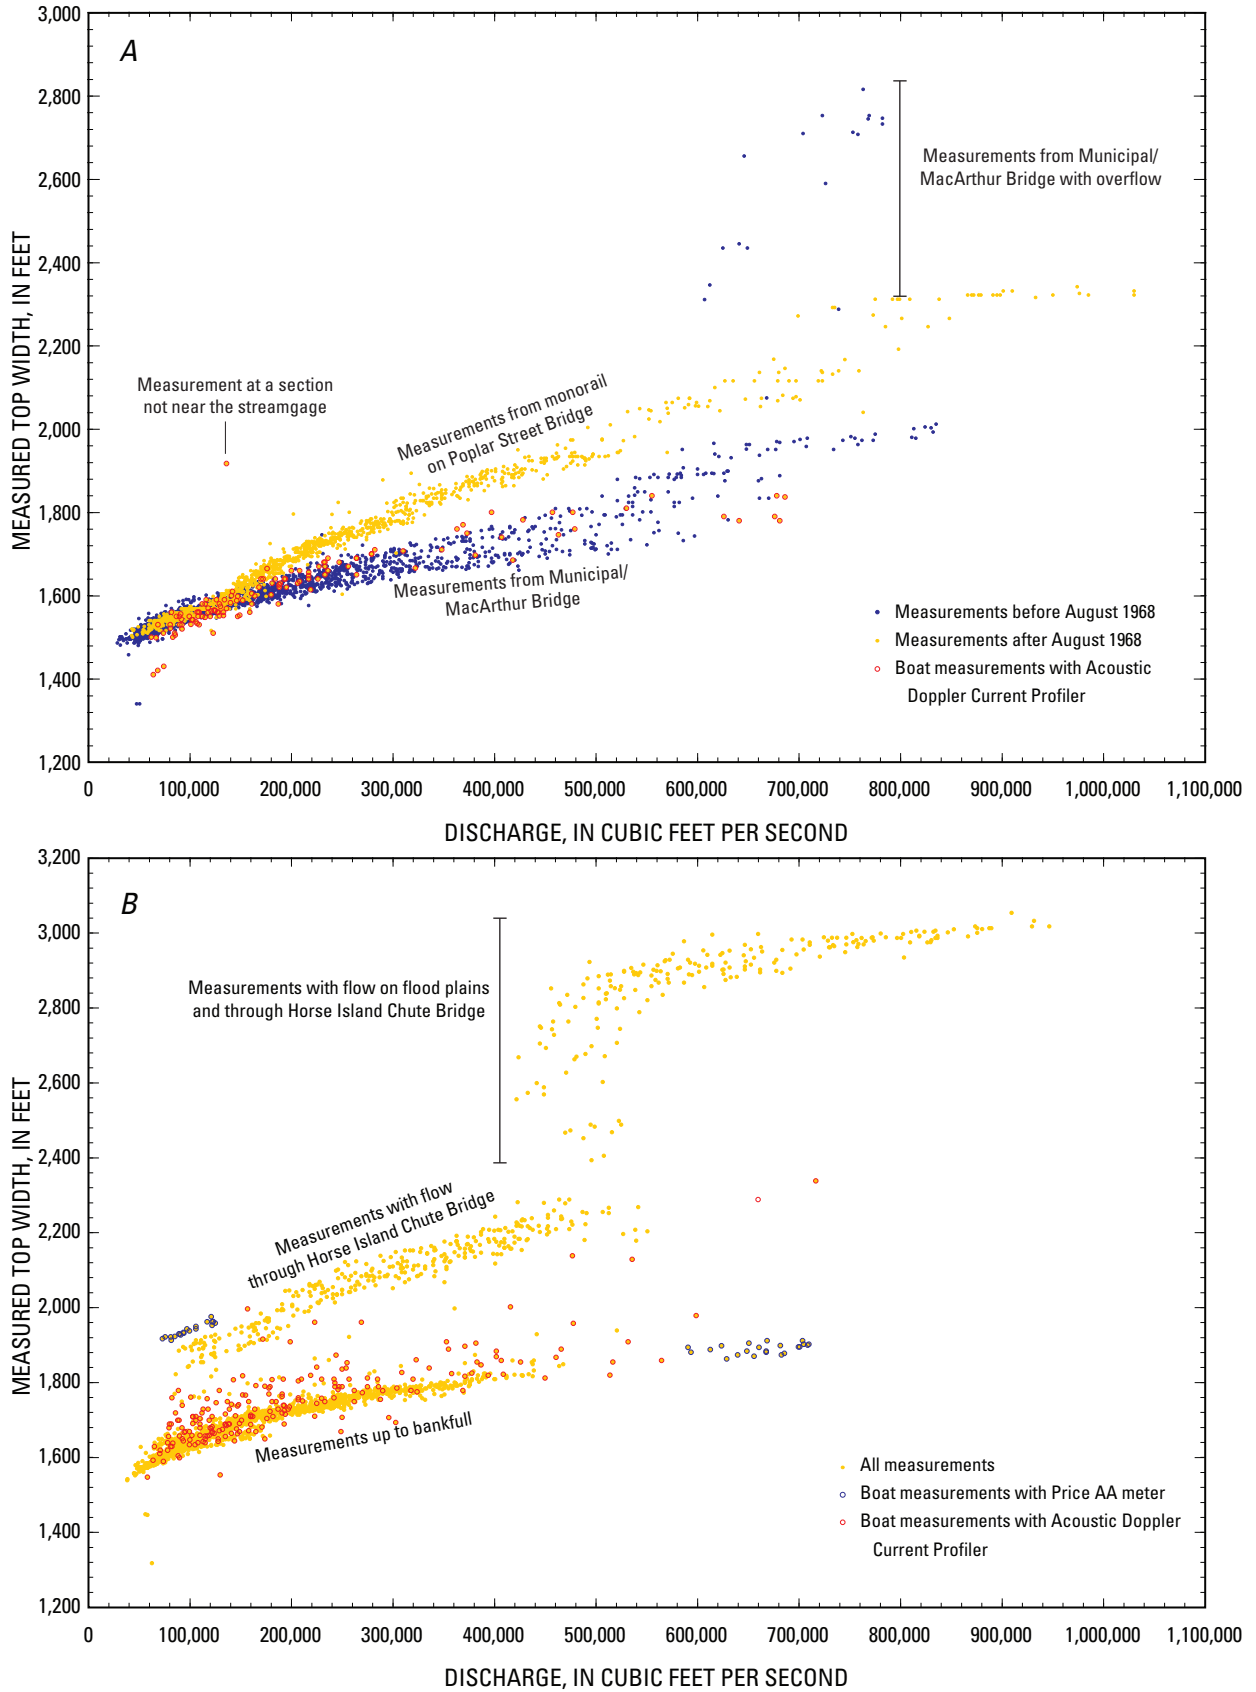 A
3,000
2,800
2,600
2,400
2,200
2,000
1,800
1,600
1,400
1,200
MEASURED TOP WIDTH, IN FEET
Measurements from Municipal/
MacArthur Bridge with overflow
Measurement at a section
not near the streamgage
Measurements from monorail
on Poplar Street Bridge
Measurements from Municipal/
MacArthur Bridge
Measurements before August 1968
Measurements after August 1968
Boat measurements with Acoustic
Doppler Current Profiler
0
100,000
200,000
300,000
400,000
500,000
600,000
700,000
800,000
900,000
1,000,000
1,100,000
DISCHARGE, IN CUBIC FEET PER SECOND
B
3,200
3,000
2,800
2,600
2,400
2,200
2,000
1,800
1,600
1,400
1,200
MEASURED TOP WIDTH, IN FEET
Measurements with flow on flood plains
and through Horse Island Chute Bridge
Measurements with flow
through Horse Island Chute Bridge
Measurements up to bankfull
All measurements
Boat measurements with Price AA meter
Boat measurements with Acoustic Doppler
Current Profiler
0
100,000
200,000
300,000
400,000
500,000
600,000
700,000
800,000
900,000
1,000,000
1,100,000
DISCHARGE, IN CUBIC FEET PER SECOND